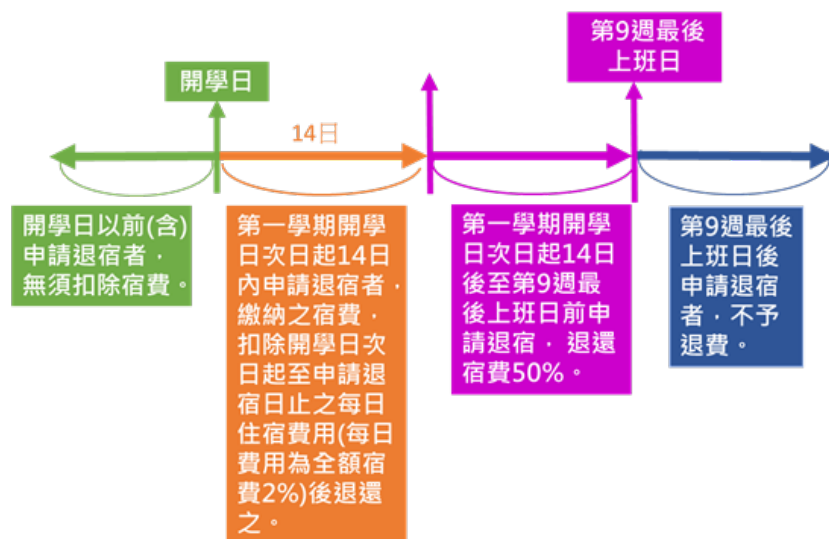 開學日
14日
第9週最後
上班日
開學日以前(含)
申請退宿者，
無須扣除宿費。
第一學期開學
日次日起14日
內申請退宿者，
繳納之宿費，
扣除開學日次
日起至申請退
宿日止之每日
住宿費用(每日
費用為全額宿
費2%)後退還
之。
第一學期開學
日次日起14日
後至第9週最
後上班日前申
請退宿，退還
宿費50%。
第9週最後
上班日後
申請退宿
者，不予
退費。